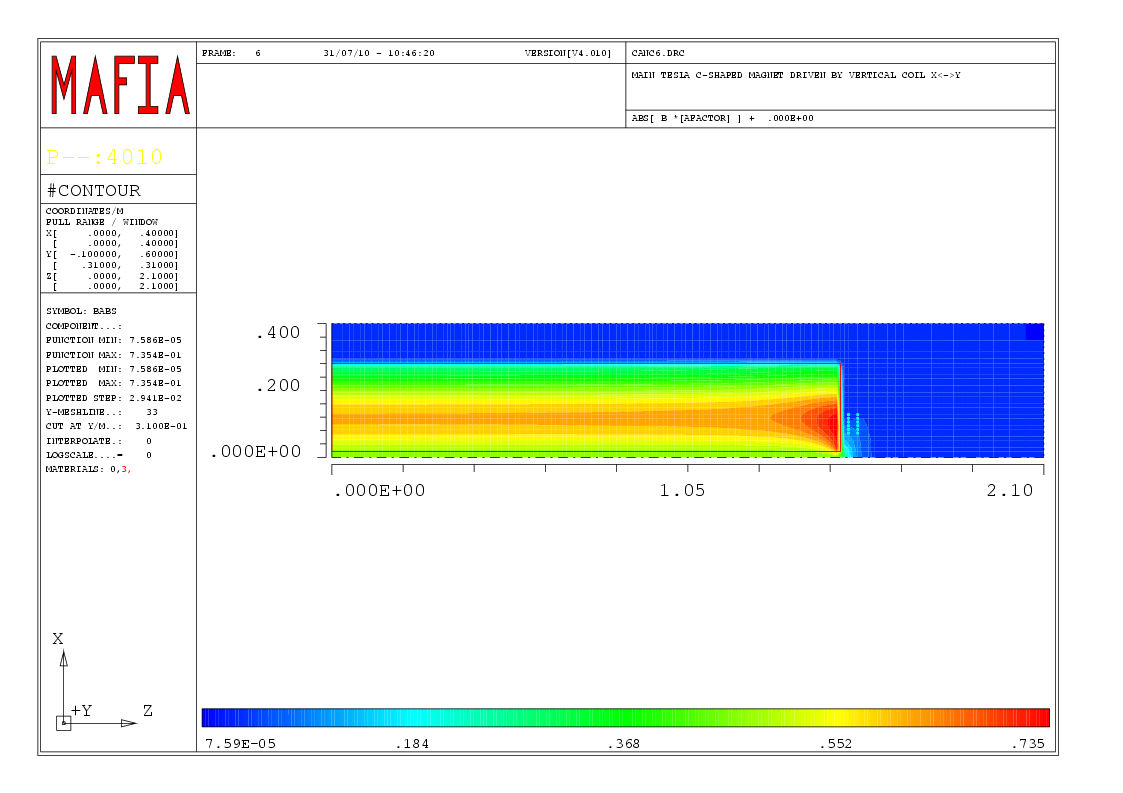 MAFIA
FRAME: 6 31/07/10 - 10:46:20 VERSION[V4.010] CANC6.DRC
MAIN TESLA C-SHAPED MAGNET DRIVEN BY VERTICAL COIL X<->Y
ABS[ B *[AFACTOR] ] + .000E+00
P--:4010
#CONTOUR
COORDINATES/M
FULL RANGE / WINDOW
X[ .0000, .40000]
[ .0000, .40000]
Y[ -.100000, .60000]
[ .31000, .31000]
Z[ .0000, 2.1000]
[ .0000, 2.1000]
SYMBOL: BABS
COMPONENT...:
FUNCTION MIN: 7.586E-05
FUNCTION MAX: 7.354E-01
PLOTTED MIN: 7.586E-05
PLOTTED MAX: 7.354E-01
PLOTTED STEP: 2.941E-02
Y-MESHLINE..: 33
CUT AT Y/M..: 3.100E-01
INTERPOLATE.: 0
LOGSCALE....= 0
MATERIALS: 0,3,
.400
.200
.000E+00
.000E+00 1.05 2.10
X
+Y Z
7.59E-05 .184 .368 .552 .735